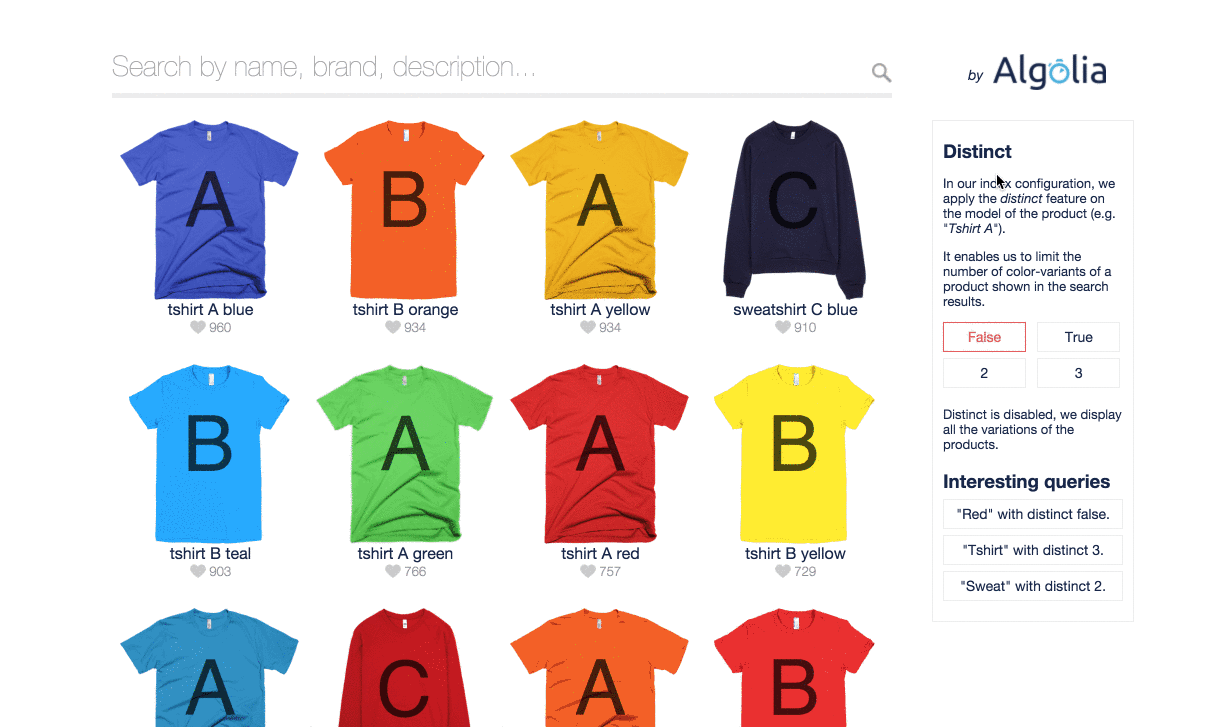 Search by name, brand, description...
by Algolia
A
B
A
C
tshirt A blue
960
tshirt B orange
934
tshirt A yellow
934
sweatshirt C blue
910
B
A
A
B
tshirt B teal
903
tshirt A green
766
tshirt A red
757
tshirt B yellow
729
A
C
A
B
Distinct
In our index configuration, we
apply the distinct feature on
the model of the product (e.g.
"Tshirt A").
It enables us to limit the
number of color-variants of a
product shown in the search
results.
False
True
2
3
Distinct is disabled, we display
all the variations of the
products.
Interesting queries
"Red" with distinct false.
"Tshirt" with distinct 3.
"Sweat" with distinct 2.